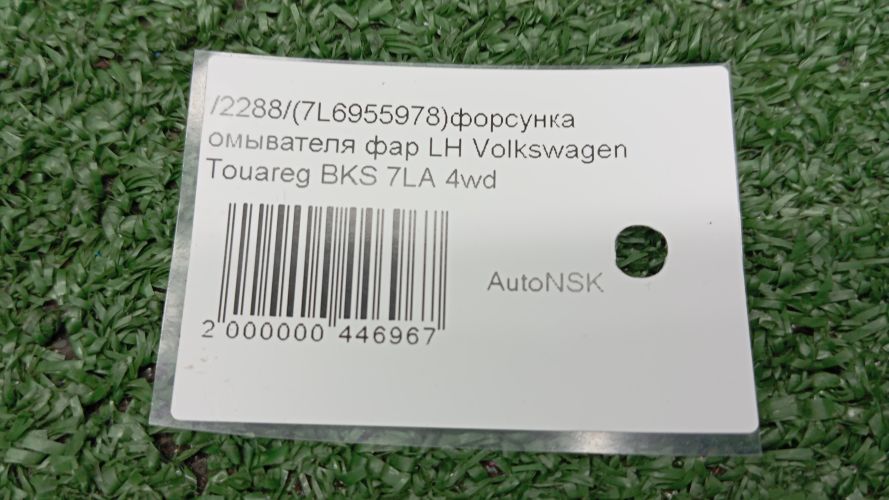 /2288/(7L6955978)форсунка
омывателя фар LH Volkswagen
Touareg BKS 7LA 4wd
AutoNSK
2 000000 446967